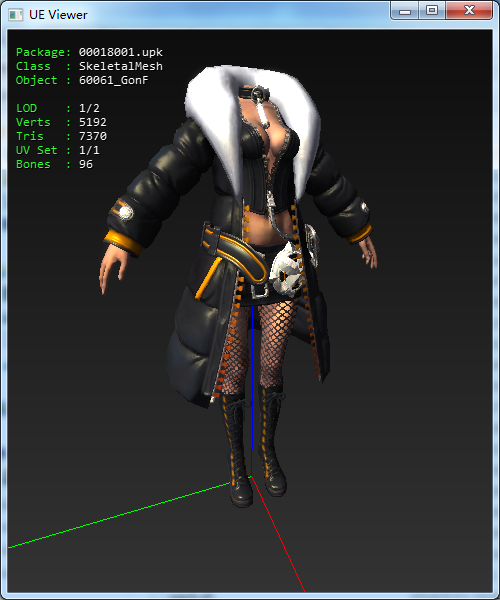 UE Viewer
Package: 00018001.upk
Class : SkeletalMesh
Object : 60061_GonF
LOD : 1/2
Verts : 5192
Tris : 7370
UV Set : 1/1
Bones : 96